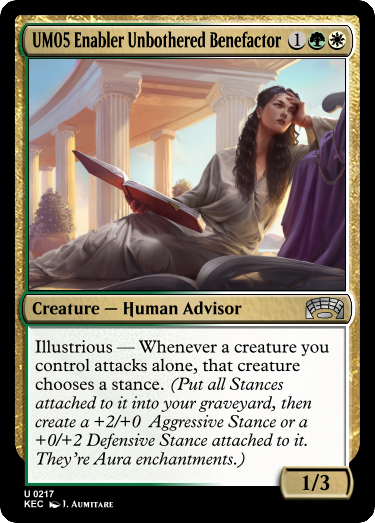 UM05 Enabler Unbothered Benefactor 1
Creature — Human Advisor
Illustrious — Whenever a creature you
control attacks alone, that creature
chooses a stance. (Put all Stances
attached to it into your graveyard, then
create a +2/+0 Aggressive Stance or a
+0/+2 Defensive Stance attached to it.
They're Aura enchantments.)
1/3
U 0217
KEC I. Aumitare